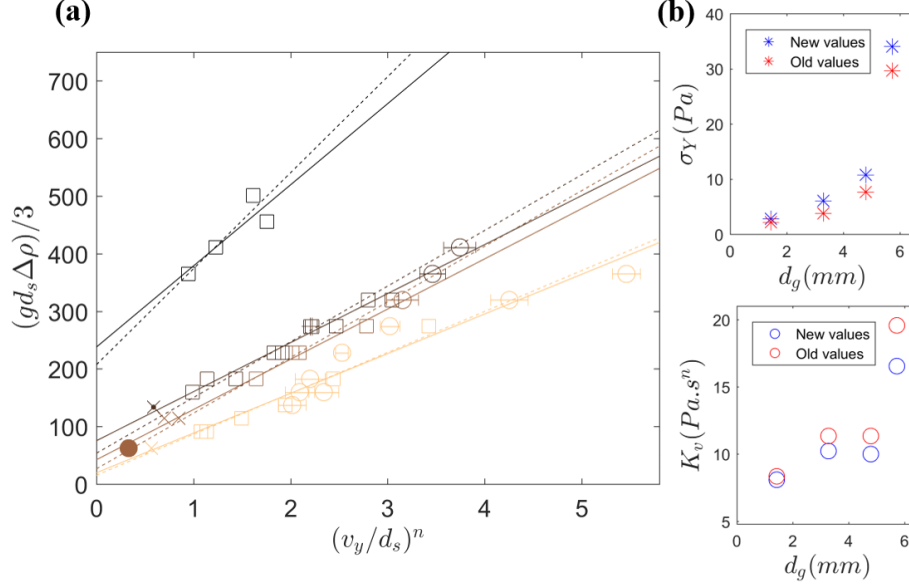 (a)
(g d_s Δρ)/3
700
600
500
400
300
200
100
0
0 1 2 3 4 5
(v_y/d_s)^n
(b)
New values
Old values
σ_Y (Pa)
40
30
20
10
0
0 2 4 6
d_g (mm)
New values
Old values
K_v (Pa.s^n)
20
15
10
5
0 2 4 6
d_g (mm)